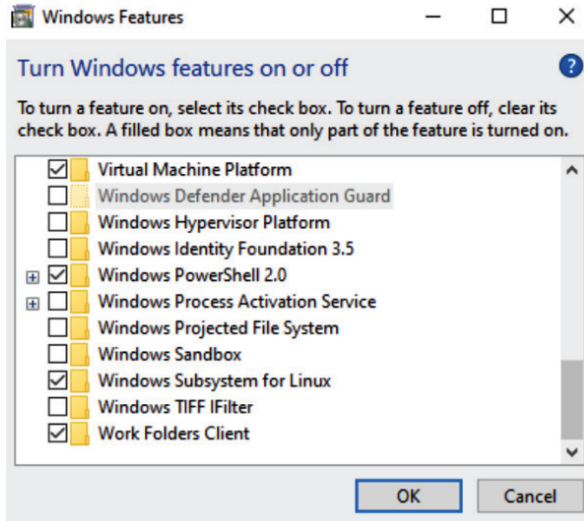 Windows Features
Turn Windows features on or off
To turn a feature on, select its check box. To turn a feature off, clear its
check box. A filled box means that only part of the feature is turned on.
Virtual Machine Platform
Windows Defender Application Guard
Windows Hypervisor Platform
Windows Identity Foundation 3.5
Windows PowerShell 2.0
Windows Process Activation Service
Windows Projected File System
Windows Sandbox
Windows Subsystem for Linux
Windows TIFF IFilter
Work Folders Client
OK Cancel